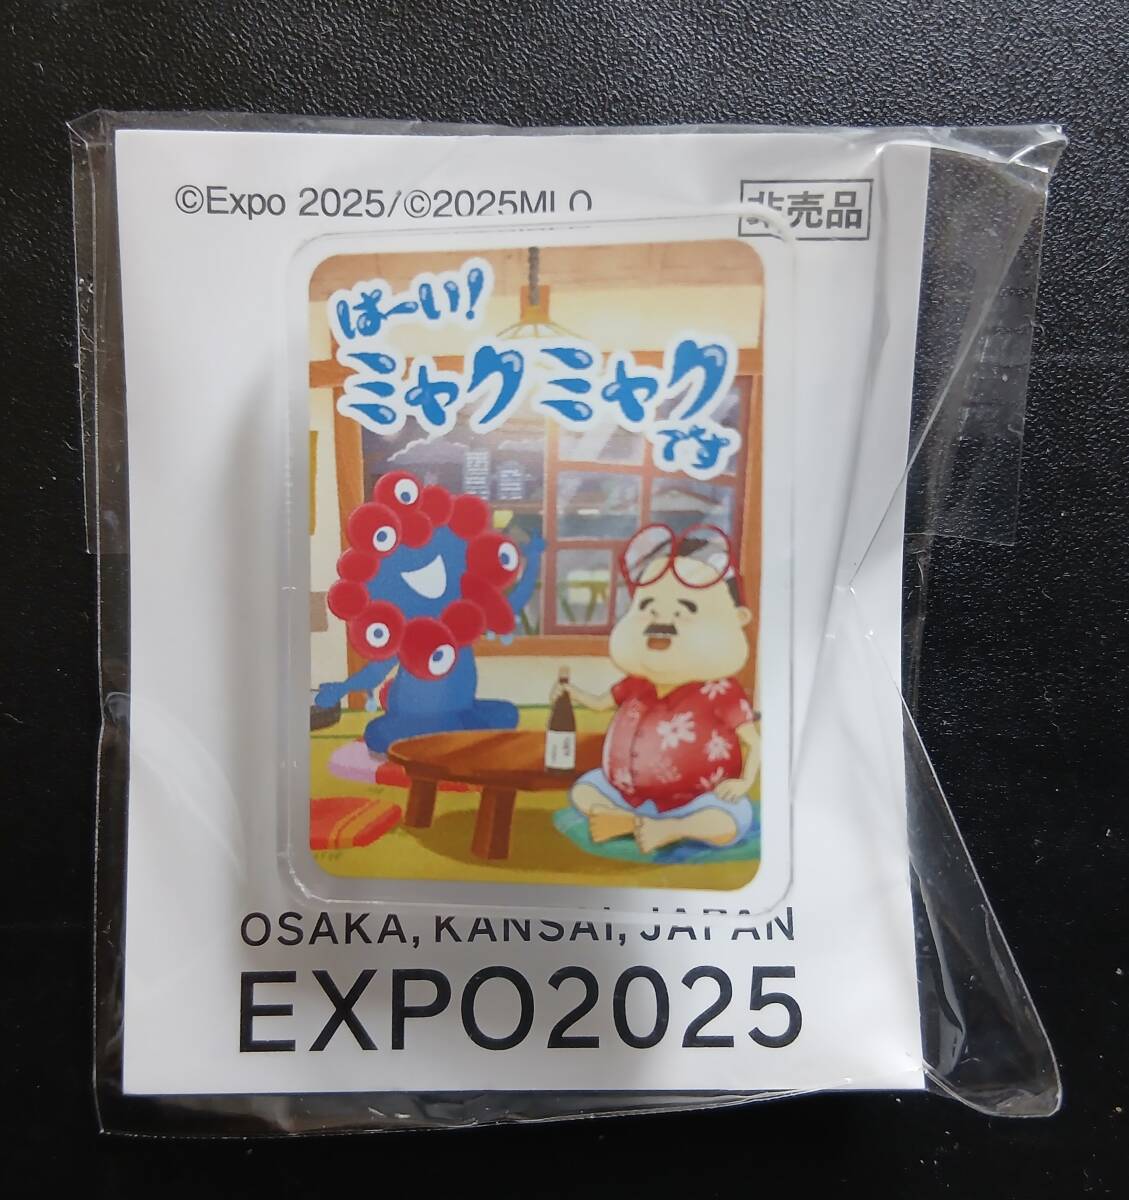 ©Expo 2025/©2025MLO
非売品
はーい!
ミャク ミャク
です
OSAKA, KANSAI, JAPAN
EXPO2025